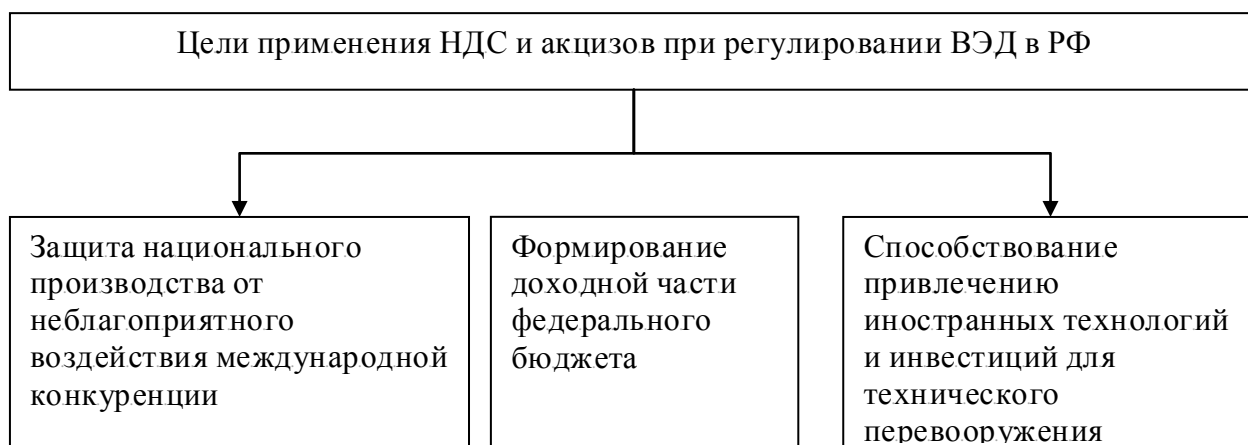 Цели применения НДС и акцизов при регулировании ВЭД в РФ
Защита национального
производства от
неблагоприятного
воздействия международной
конкуренции
Формирование
доходной части
федерального
бюджета
Способствование
привлечению
иностранных технологий
и инвестиций для
технического
перевооружения